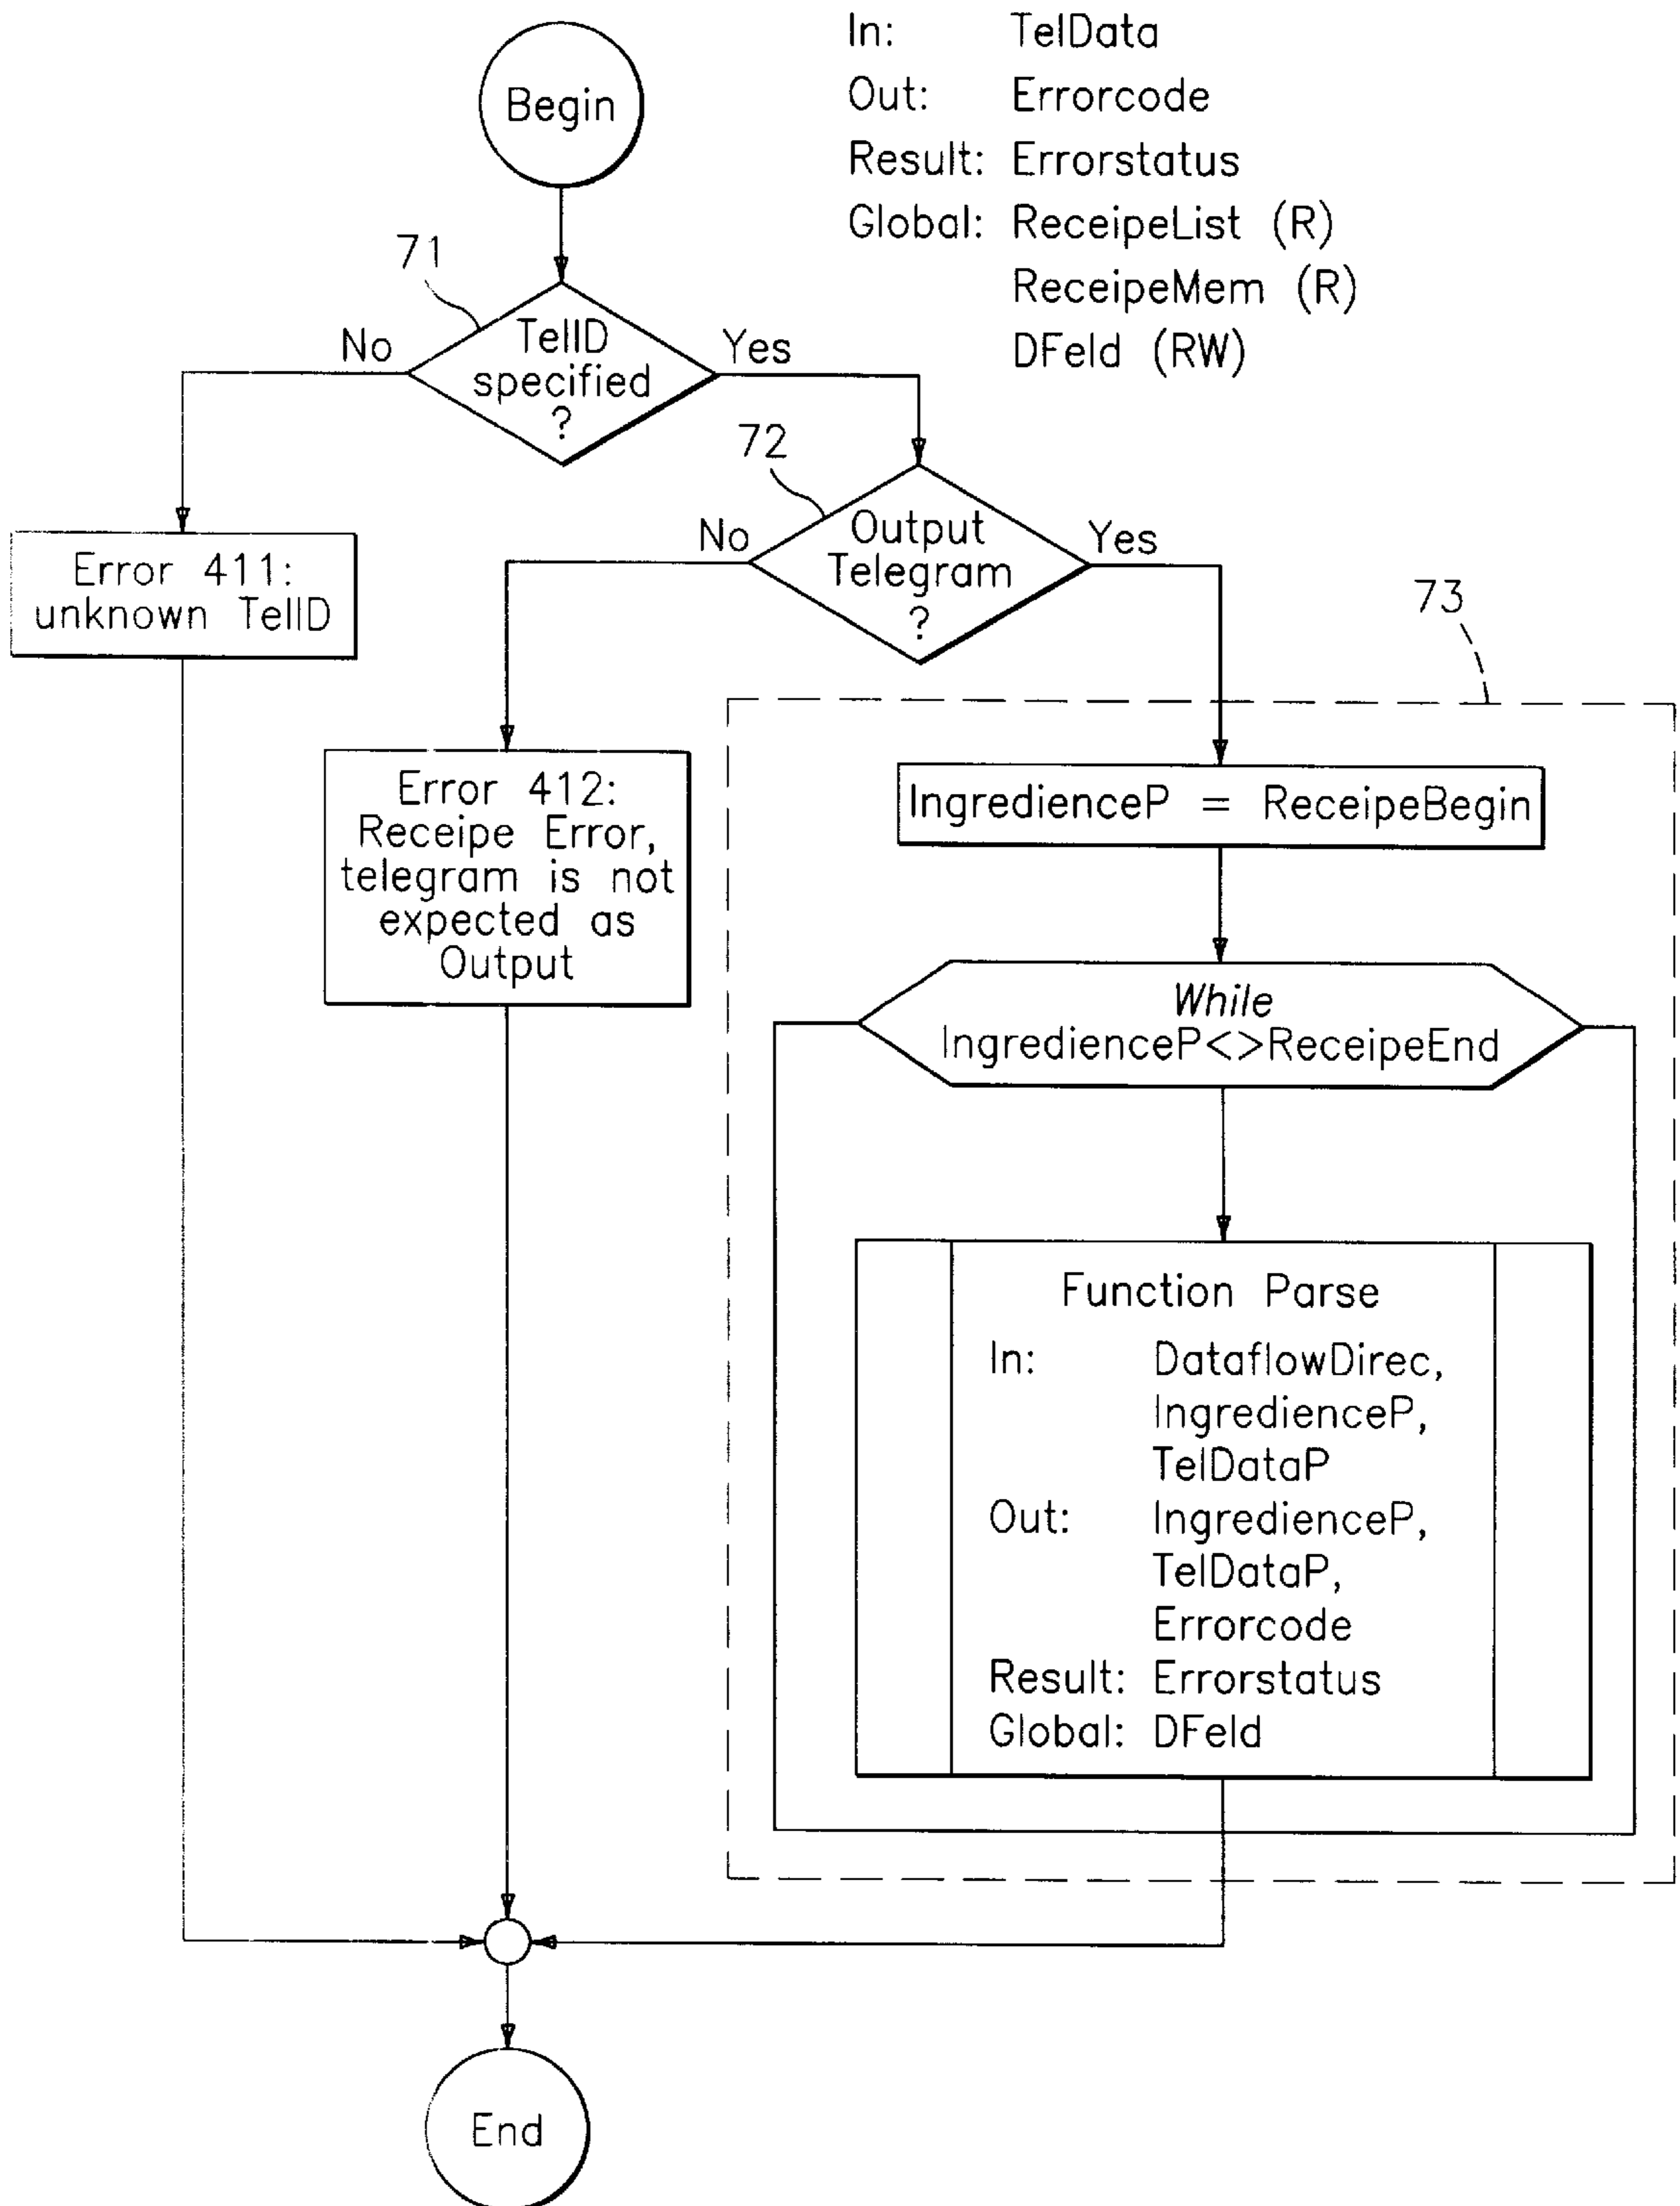 In: TelData
Out: Errorcode
Result: Errorstatus
Global: ReceipeList (R)
ReceipeMem (R)
DFeld (RW)
Begin
71
No
TelID
specified
?
Yes
72
No
Output
Telegram
?
Yes
Error 411:
unknown TelID
73
Error 412:
Receipe Error,
telegram is not
expected as
Output
IngredienceP = ReceipeBegin
While
IngredienceP<>ReceipeEnd
Function Parse
In: DataflowDirec,
IngredienceP,
TelDataP
Out: IngredienceP,
TelDataP,
Errorcode
Result: Errorstatus
Global: DFeld
End